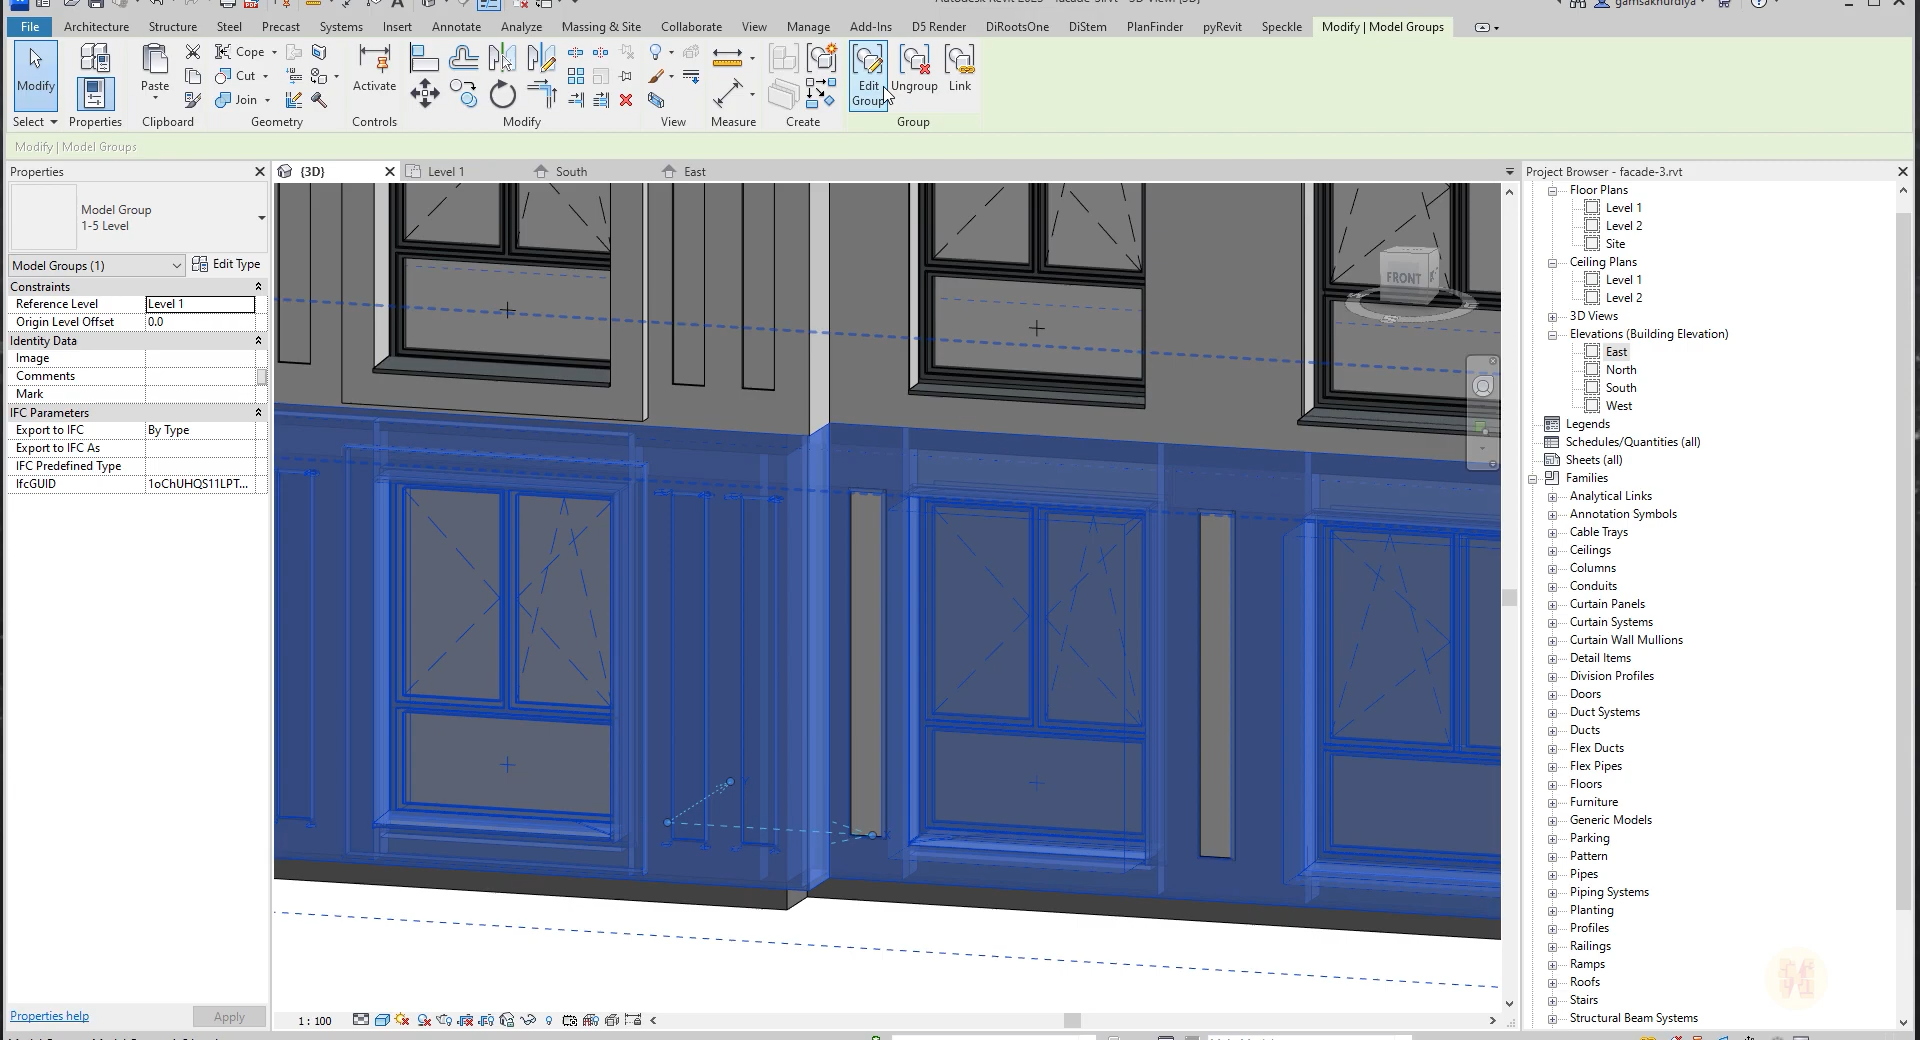 File Architecture Structure Steel Precast Systems Insert Annotate Analyze Massing & Site Collaborate View Manage Add-Ins D5 Render DiRootsOne DiStem PlanFinder pyRevit Speckle Modify | Model Groups
Modify Properties Paste Cope Cut Join Activate Edit Group Ungroup Link
Select Properties Clipboard Geometry Controls Modify View Measure Create Group
Modify | Model Groups
Properties
Model Group
1-5 Level
Model Groups (1) Edit Type
Constraints
Reference Level Level 1
Origin Level Offset 0.0
Identity Data
Image
Comments
Mark
IFC Parameters
Export to IFC By Type
Export to IFC As
IFC Predefined Type
IfcGUID 1oChUHQS11LPT...
Properties help Apply
{3D} Level 1 South East
FRONT
1 : 100
Project Browser - facade-3.rvt
Floor Plans
Level 1
Level 2
Site
Ceiling Plans
Level 1
Level 2
3D Views
Elevations (Building Elevation)
East
North
South
West
Legends
Schedules/Quantities (all)
Sheets (all)
Families
Analytical Links
Annotation Symbols
Cable Trays
Ceilings
Columns
Conduits
Curtain Panels
Curtain Systems
Curtain Wall Mullions
Detail Items
Division Profiles
Doors
Duct Systems
Ducts
Flex Ducts
Flex Pipes
Floors
Furniture
Generic Models
Parking
Pattern
Pipes
Piping Systems
Planting
Profiles
Railings
Ramps
Roofs
Stairs
Structural Beam Systems